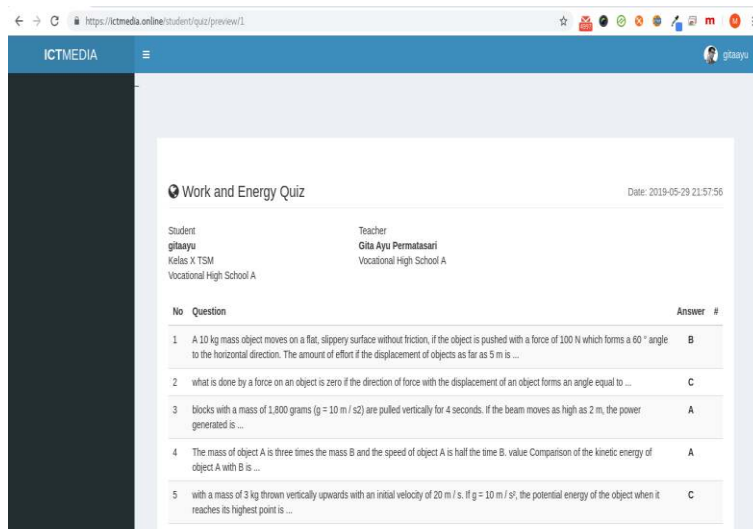 https://ictmedia.online/student/quiz/preview/1
ICTMEDIA
gitaayu
Work and Energy Quiz
Date: 2019-05-29 21:57:56
Student
Teacher
gitaayu
Gita Ayu Permatasari
Kelas X TSM
Vocational High School A
Vocational High School A
No Question Answer #
1 A 10 kg mass object moves on a flat, slippery surface without friction, if the object is pushed with a force of 100 N which forms a 60 ° angle B
to the horizontal direction. The amount of effort if the displacement of objects as far as 5 m is ...
2 what is done by a force on an object is zero if the direction of force with the displacement of an object forms an angle equal to ... C
3 blocks with a mass of 1,800 grams (g = 10 m / s2) are pulled vertically for 4 seconds. If the beam moves as high as 2 m, the power A
generated is ...
4 The mass of object A is three times the mass B and the speed of object A is half the time B. value Comparison of the kinetic energy of A
object A with B is ...
5 with a mass of 3 kg thrown vertically upwards with an initial velocity of 20 m / s. If g = 10 m / s², the potential energy of the object when it C
reaches its highest point is ...